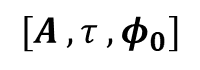 [𝑨 , τ , 𝝓₀]